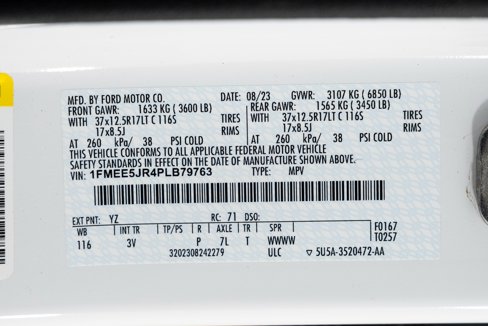 MFD. BY FORD MOTOR CO. DATE: 08/23 GVWR: 3107 KG ( 6850 LB)
FRONT GAWR: 1633 KG ( 3600 LB) REAR GAWR: 1565 KG ( 3450 LB)
WITH 37x12.5R17LT C 116S TIRES WITH 37x12.5R17LT C 116S TIRES
17x8.5J RIMS 17x8.5J RIMS
AT 260 kPa/ 38 PSI COLD AT 260 kPa/ 38 PSI COLD
THIS VEHICLE CONFORMS TO ALL APPLICABLE FEDERAL MOTOR VEHICLE
SAFETY STANDARDS IN EFFECT ON THE DATE OF MANUFACTURE SHOWN ABOVE.
VIN: 1FMEE5JR4PLB79763 TYPE: MPV
EXT PNT: YZ RC: 71 DSO:
WB INT TR TP/PS R AXLE TR SPR F0167
116 3V P 7L T WWWW T0257
3202308242279 ULC 5U5A-3520472-AA